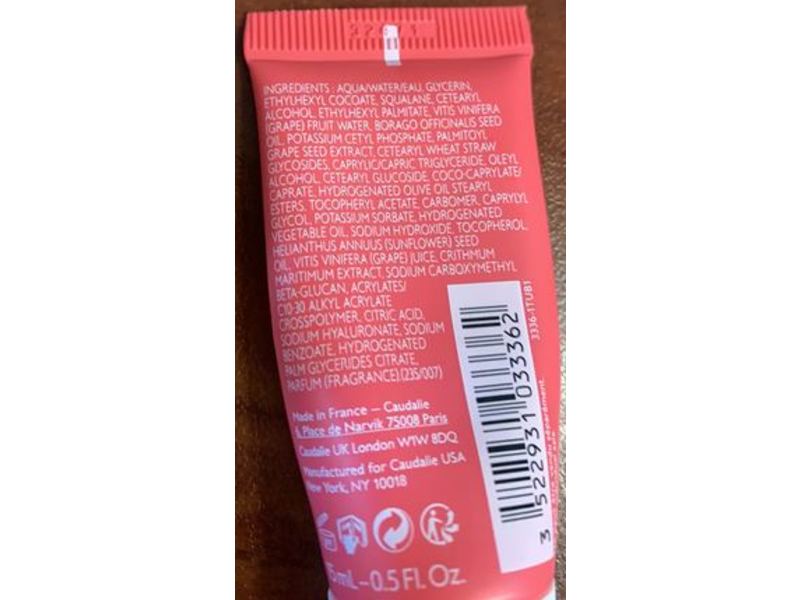 INGREDIENTS : AQUA/WATER/EAU, GLYCERIN,
ETHYLHEXYL COCOATE, SQUALANE, CETEARYL
ALCOHOL, ETHYLHEXYL PALMITATE, VITIS VINIFERA
(GRAPE) FRUIT WATER, BORAGO OFFICINALIS SEED
OIL, POTASSIUM CETYL PHOSPHATE, PALMITOYL
GRAPE SEED EXTRACT, CETEARYL WHEAT STRAW
GLYCOSIDES, CAPRYLIC/CAPRIC TRIGLYCERIDE, OLEYL
ALCOHOL, CETEARYL GLUCOSIDE, COCO-CAPRYLATE/
CAPRATE, HYDROGENATED OLIVE OIL STEARYL
ESTERS, TOCOPHERYL ACETATE, CARBOMER, CAPRYLYL
GLYCOL, POTASSIUM SORBATE, HYDROGENATED
VEGETABLE OIL, SODIUM HYDROXIDE, TOCOPHEROL,
HELIANTHUS ANNUUS (SUNFLOWER) SEED
OIL, VITIS VINIFERA (GRAPE) JUICE, CRITHMUM
MARITIMUM EXTRACT, SODIUM CARBOXYMETHYL
BETA-GLUCAN, ACRYLATES/
C10-30 ALKYL ACRYLATE
CROSSPOLYMER, CITRIC ACID,
SODIUM HYALURONATE, SODIUM
BENZOATE, HYDROGENATED
PALM GLYCERIDES CITRATE,
PARFUM (FRAGRANCE).(235/007)
Made in France – Caudalie
6, Place de Narvik 75008 Paris
Caudalie UK London W1W 8DQ
Manufactured for Caudalie USA
New York, NY 10018
mL – 0.5 Fl. Oz.
3 522931 033362
3336-1TUB1